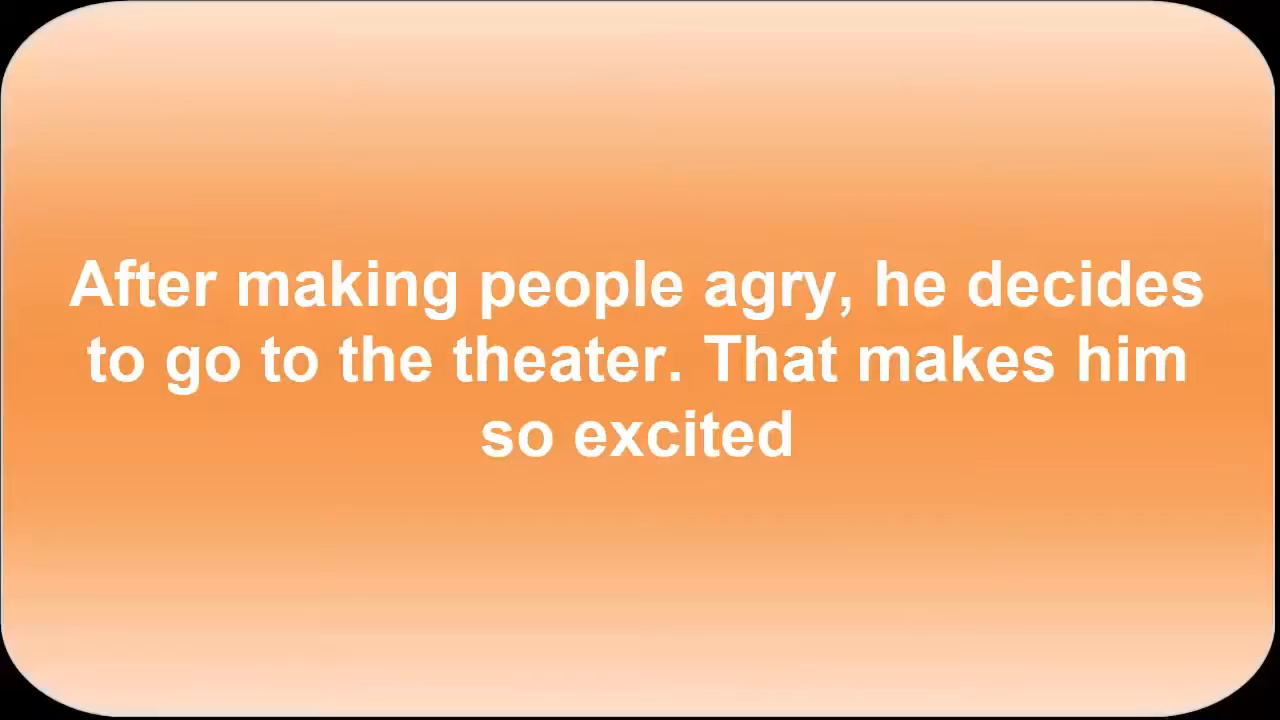 After making people agry, he decides
to go to the theater. That makes him
so excited